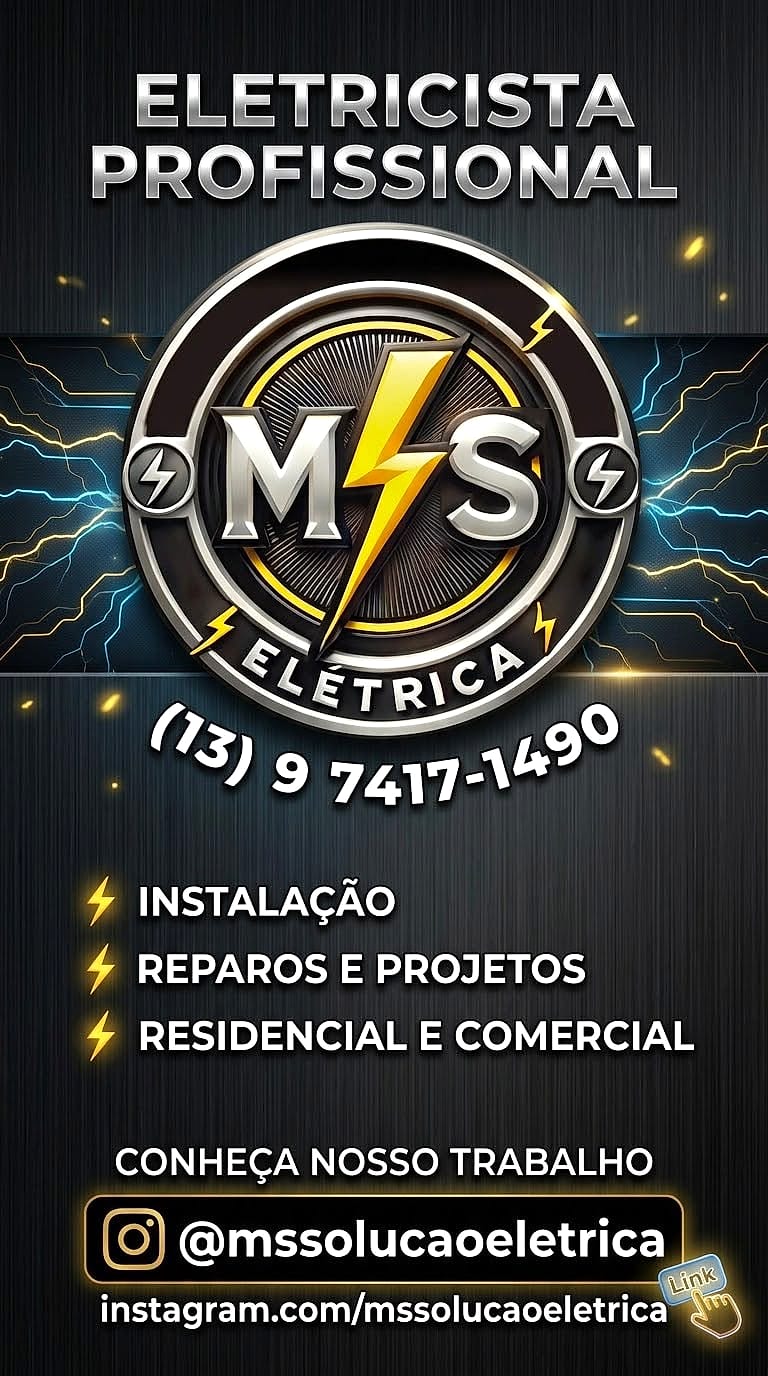 ELETRICISTA
PROFISSIONAL
MS
ELÉTRICA
(13) 9 7417-1490
INSTALAÇÃO
REPAROS E PROJETOS
RESIDENCIAL E COMERCIAL
CONHEÇA NOSSO TRABALHO
@mssolucaoeletrica
Link
instagram.com/mssolucaoeletrica